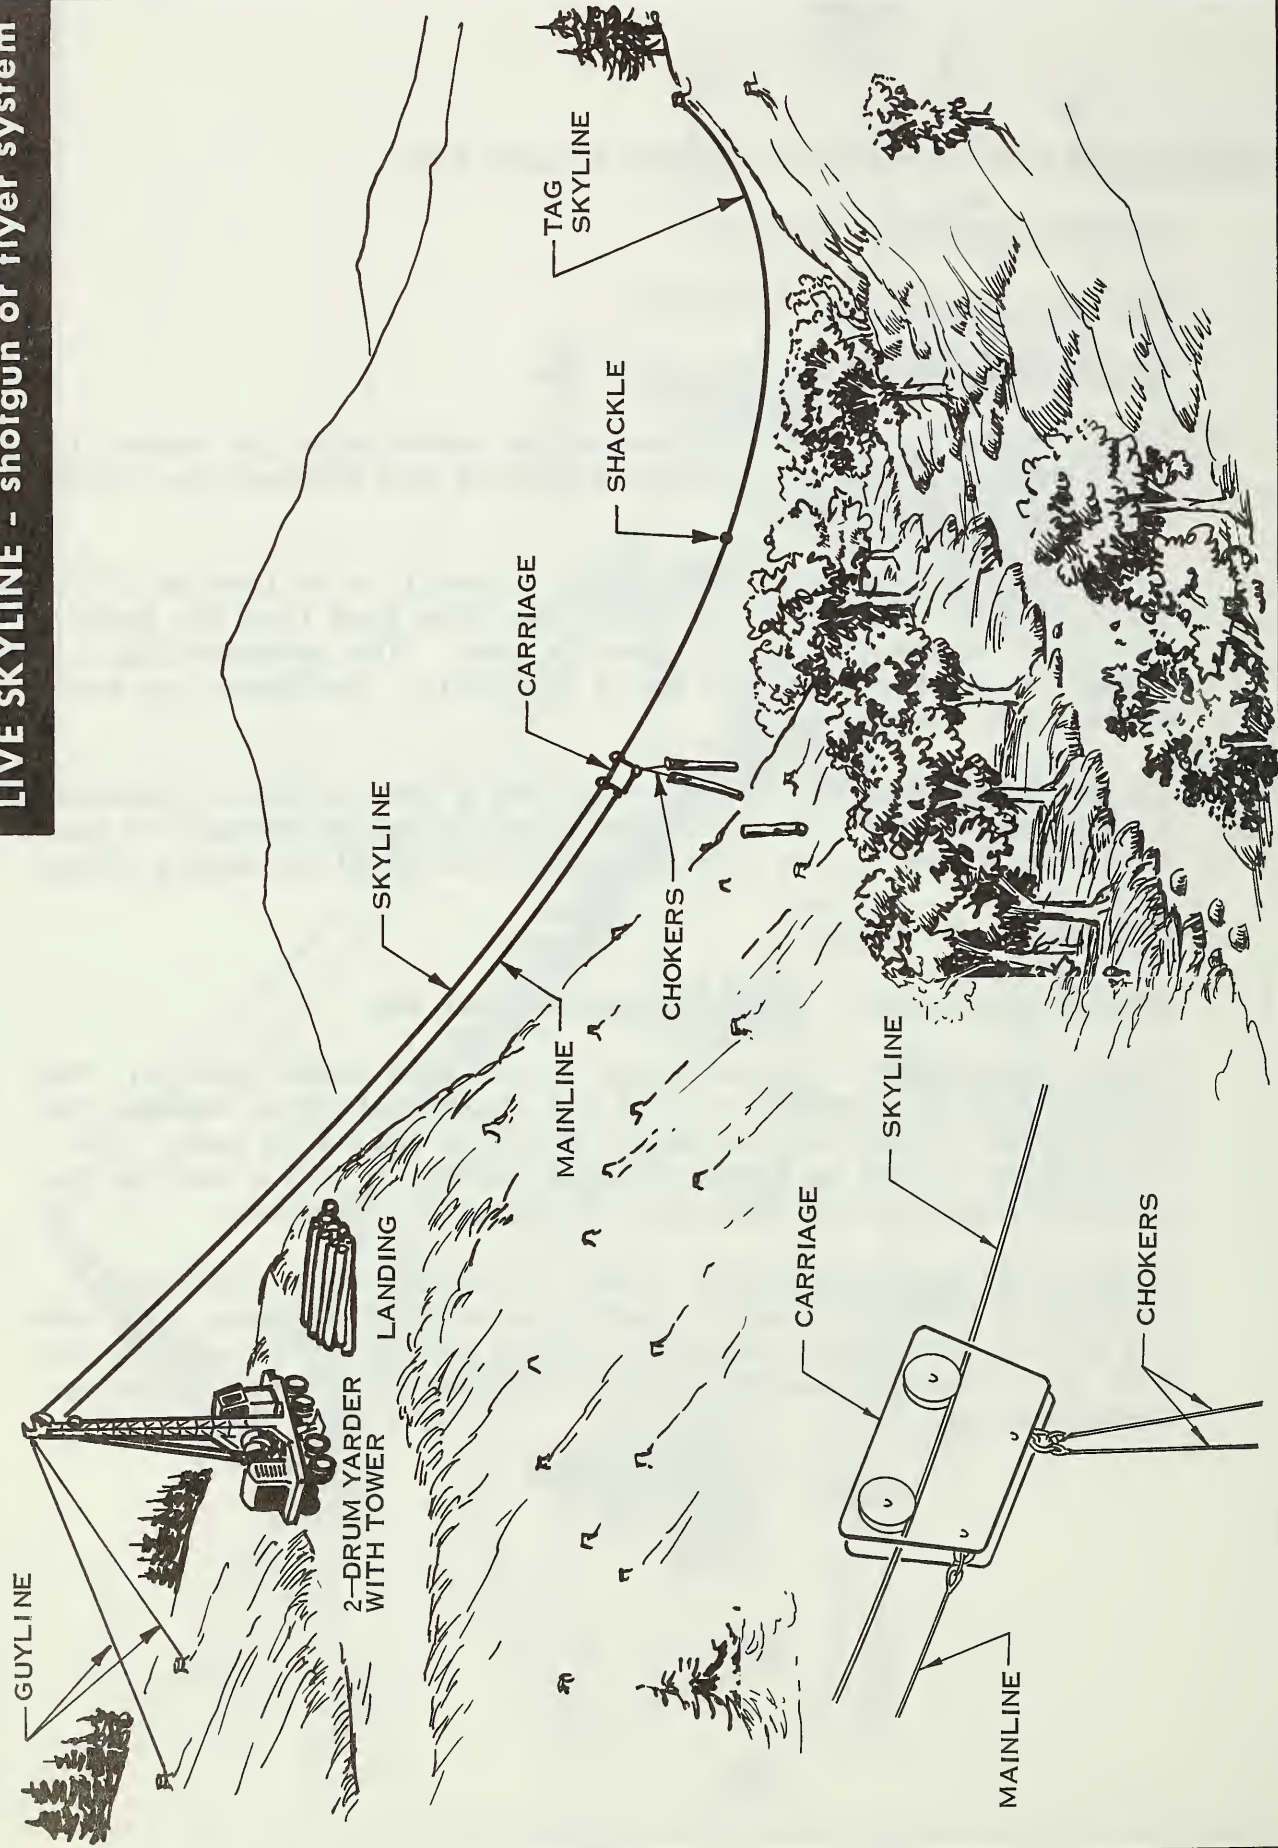 LIVE SKYLINE - shotgun or flyer system
GUYLINE
SKYLINE
TAG
SKYLINE
CARRIAGE
SHACKLE
2-DRUM YARDER
WITH TOWER
LANDING
MAINLINE
CHOKERS
CARRIAGE
SKYLINE
MAINLINE
CHOKERS